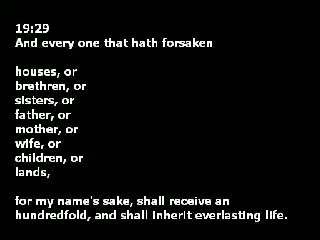 19:29
And every one that hath forsaken
houses, or
brethren, or
sisters, or
father, or
mother, or
wife, or
children, or
lands,
for my name's sake, shall receive an
hundredfold, and shall inherit everlasting life.